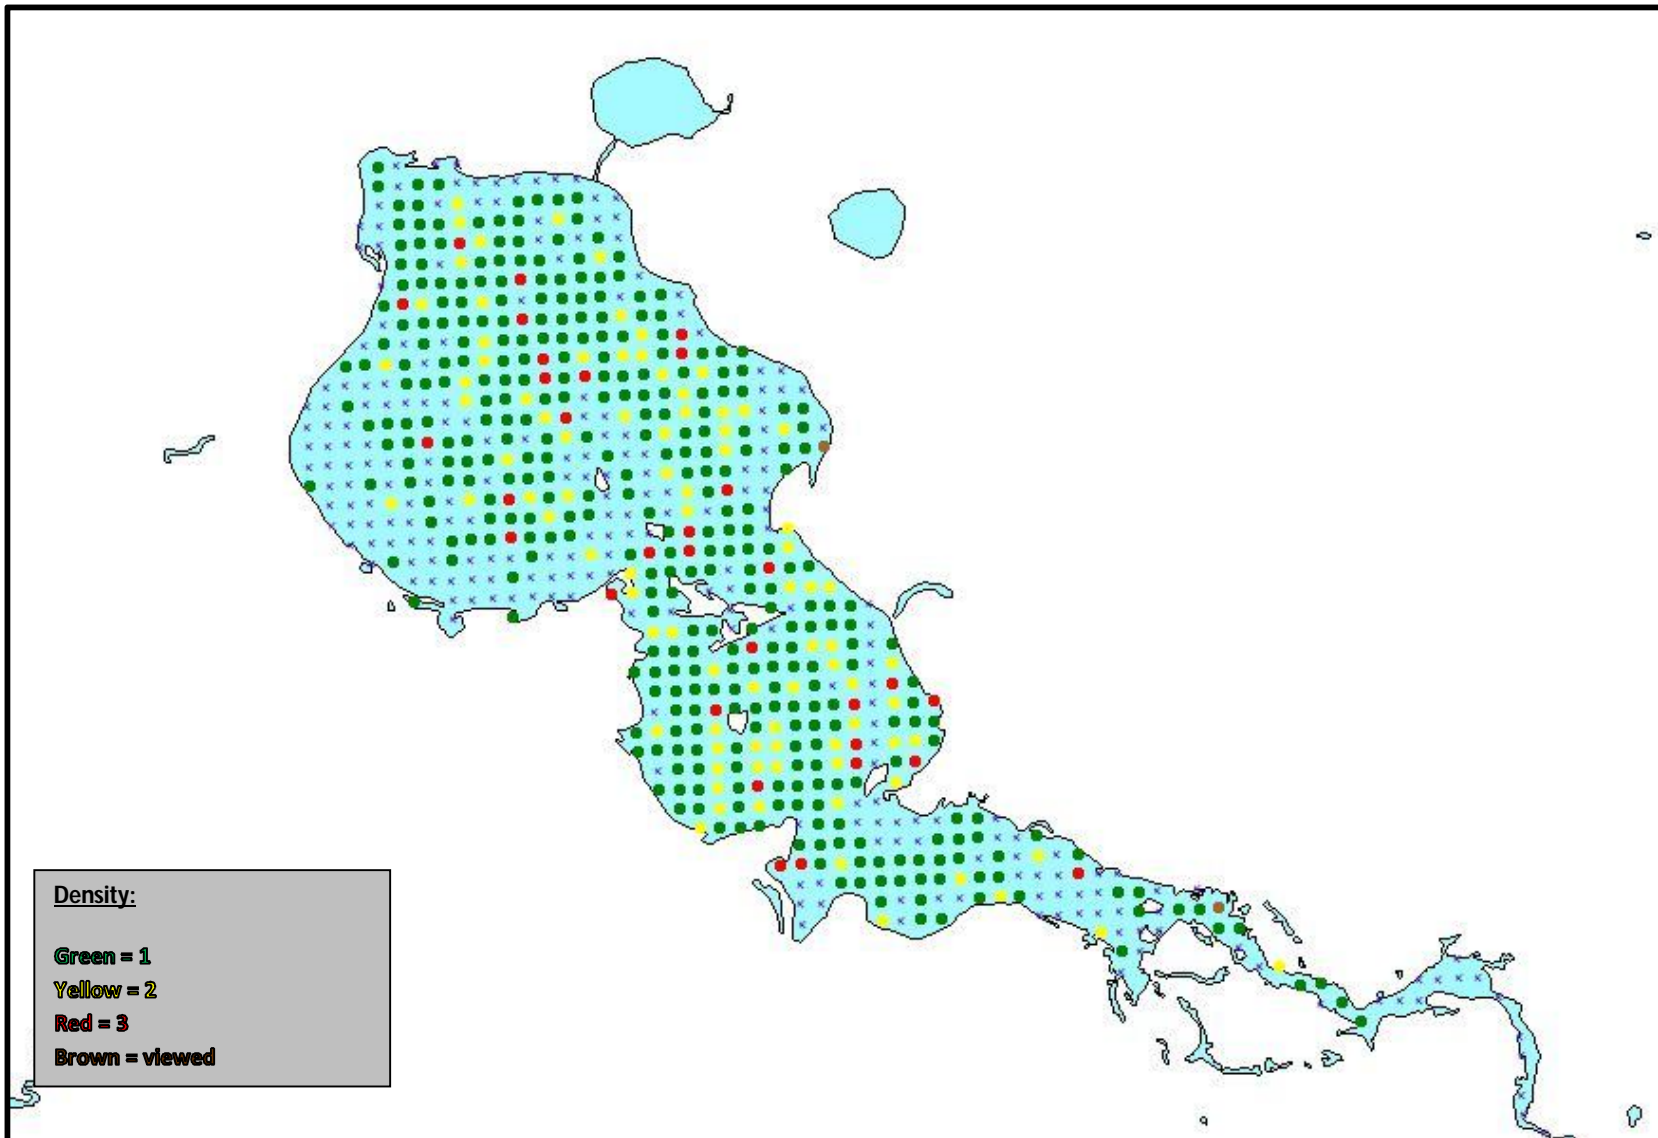 Density:
Green = 1
Yellow = 2
Red = 3
Brown = viewed